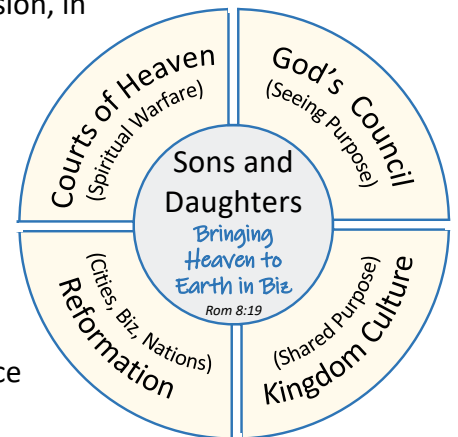 sion, in
Courts of Heaven
(Spiritual Warfare)
God's Council
(Seeing Purpose)
Sons and
Daughters
Bringing
Heaven to
Earth in Biz
Rom 8:19
(Cities, Biz, Nations)
Reformation
(Shared Purpose)
Kingdom Culture
ce